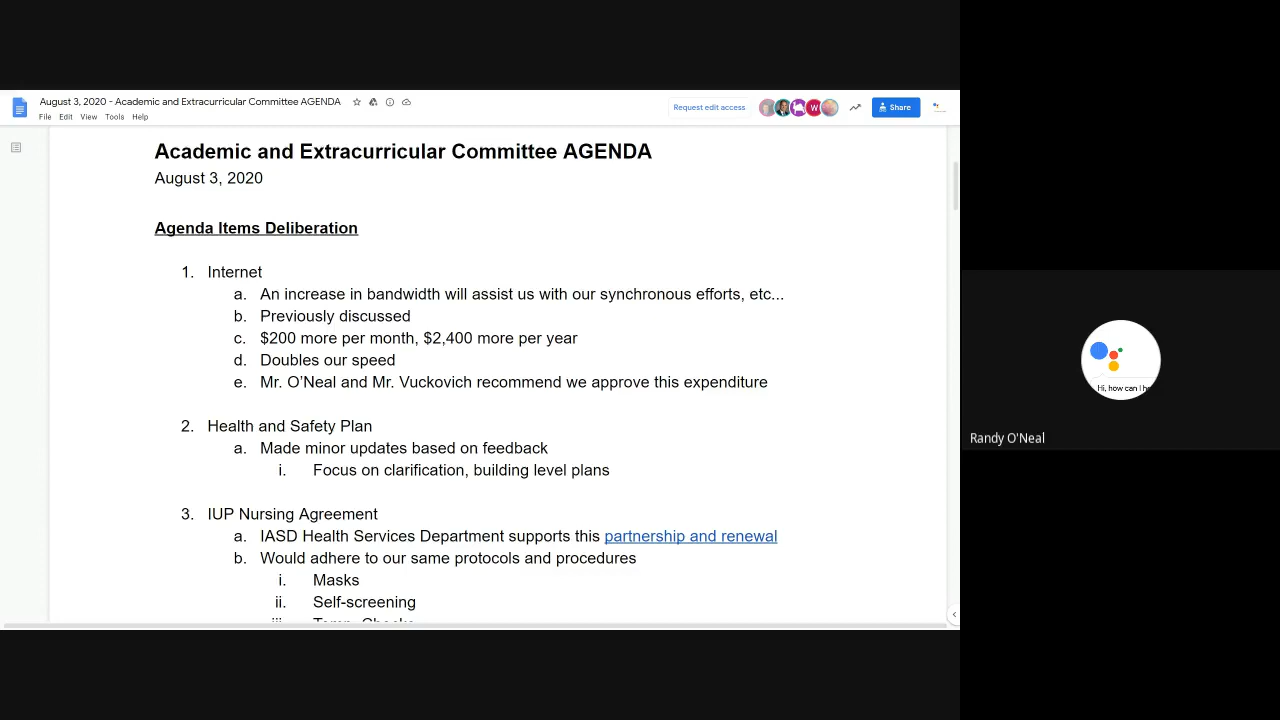 August 3, 2020 - Academic and Extracurricular Committee AGENDA
File Edit View Tools Help
Request edit access
W
Share
Academic and Extracurricular Committee AGENDA
August 3, 2020
Agenda Items Deliberation
1. Internet
a. An increase in bandwidth will assist us with our synchronous efforts, etc...
b. Previously discussed
c. $200 more per month, $2,400 more per year
d. Doubles our speed
e. Mr. O'Neal and Mr. Vuckovich recommend we approve this expenditure
2. Health and Safety Plan
a. Made minor updates based on feedback
i. Focus on clarification, building level plans
3. IUP Nursing Agreement
a. IASD Health Services Department supports this partnership and renewal
b. Would adhere to our same protocols and procedures
i. Masks
ii. Self-screening
Hi, how can I
Randy O'Neal